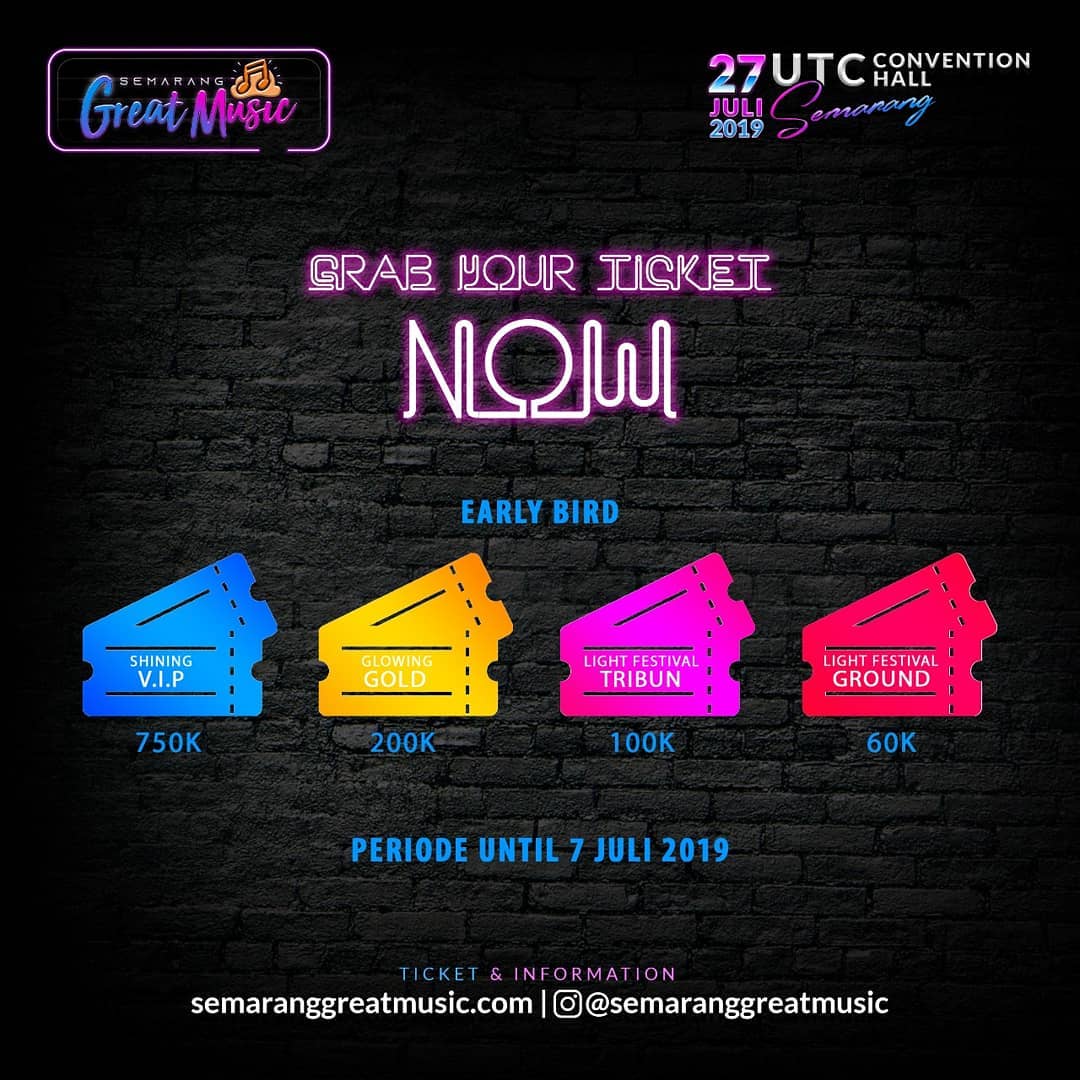 SEMARANG
Great Music
27 JULI 2019
UTC CONVENTION HALL
Semarang
GRAB YOUR TICKET
NOW
EARLY BIRD
SHINING
V.I.P
750K
GLOWING
GOLD
200K
LIGHT FESTIVAL
TRIBUN
100K
LIGHT FESTIVAL
GROUND
60K
PERIODE UNTIL 7 JULI 2019
TICKET & INFORMATION
semaranggreatmusic.com | @semaranggreatmusic